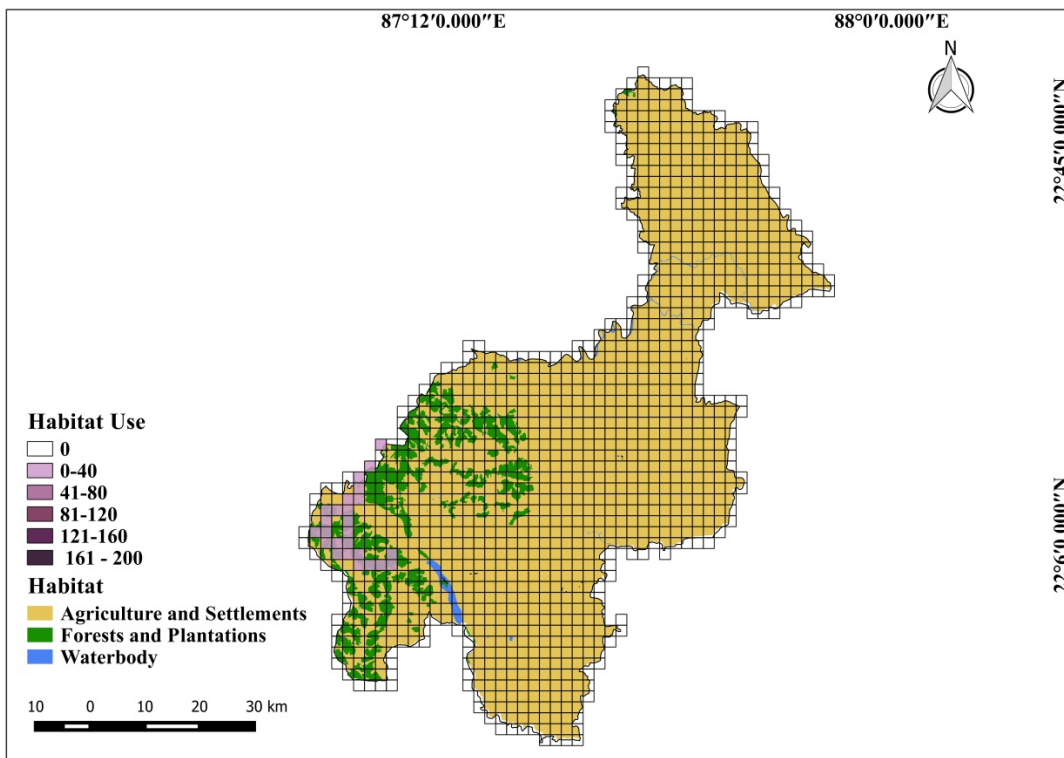 87°12'0.000"E
88°0'0.000"E
N
22°45'0.000"N
22°6'0.000"N
Habitat Use
0
0-40
41-80
81-120
121-160
161 - 200
Habitat
Agriculture and Settlements
Forests and Plantations
Waterbody
10 0 10 20 30 km